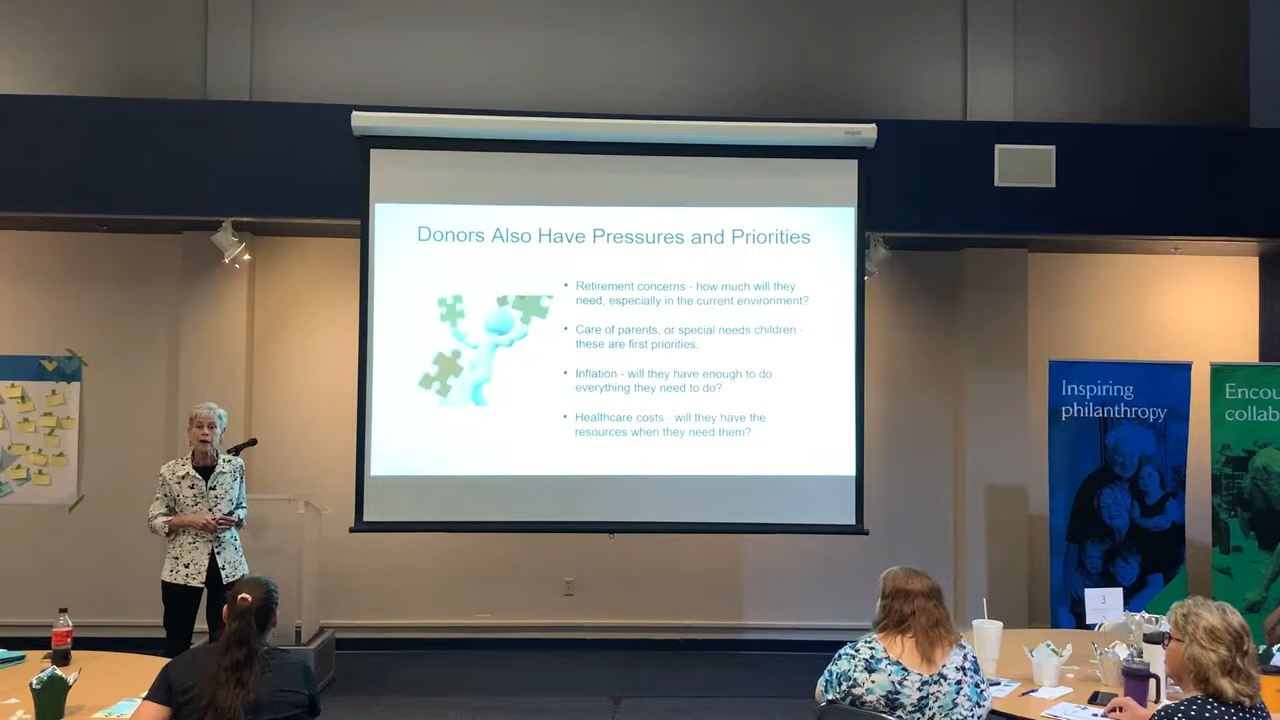 Donors Also Have Pressures and Priorities
• Retirement concerns - how much will they
need, especially in the current environment?
• Care of parents, or special needs children -
these are first priorities.
• Inflation - will they have enough to do
everything they need to do?
• Healthcare costs - will they have the
resources when they need them?
Inspiring
philanthropy
Encou
collab
3